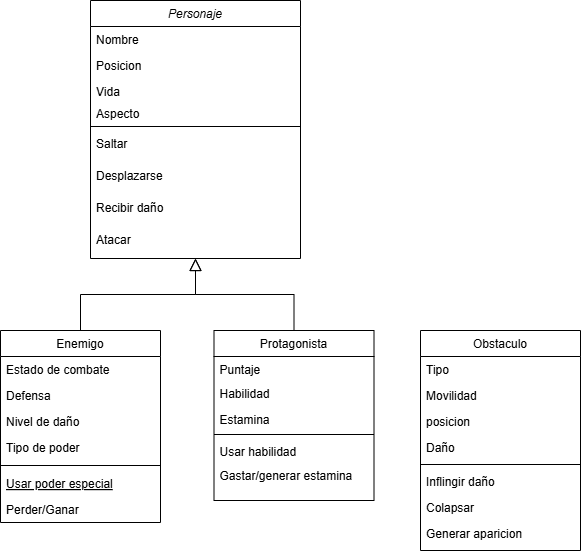 Personaje
Nombre
Posicion
Vida
Aspecto
Saltar
Desplazarse
Recibir daño
Atacar
Enemigo
Estado de combate
Defensa
Nivel de daño
Tipo de poder
Usar poder especial
Perder/Ganar
Protagonista
Puntaje
Habilidad
Estamina
Usar habilidad
Gastar/generar estamina
Obstaculo
Tipo
Movilidad
posicion
Daño
Inflingir daño
Colapsar
Generar aparicion